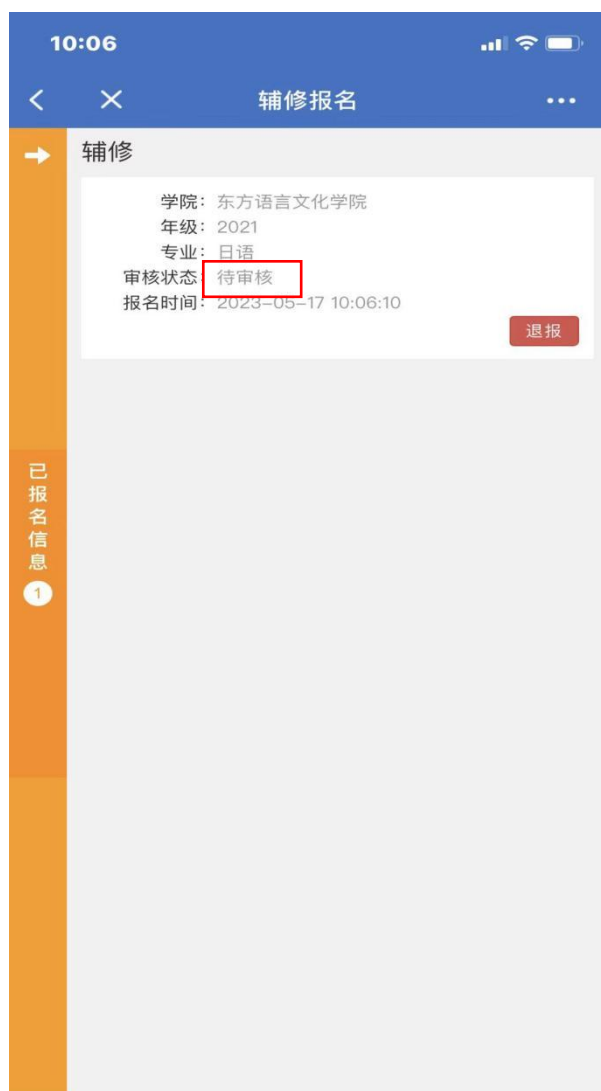 10:06
辅修报名
辅修
学院：东方语言文化学院
年级：2021
专业：日语
审核状态：待审核
报名时间：2023-05-17 10:06:10
退报
已报名信息
1